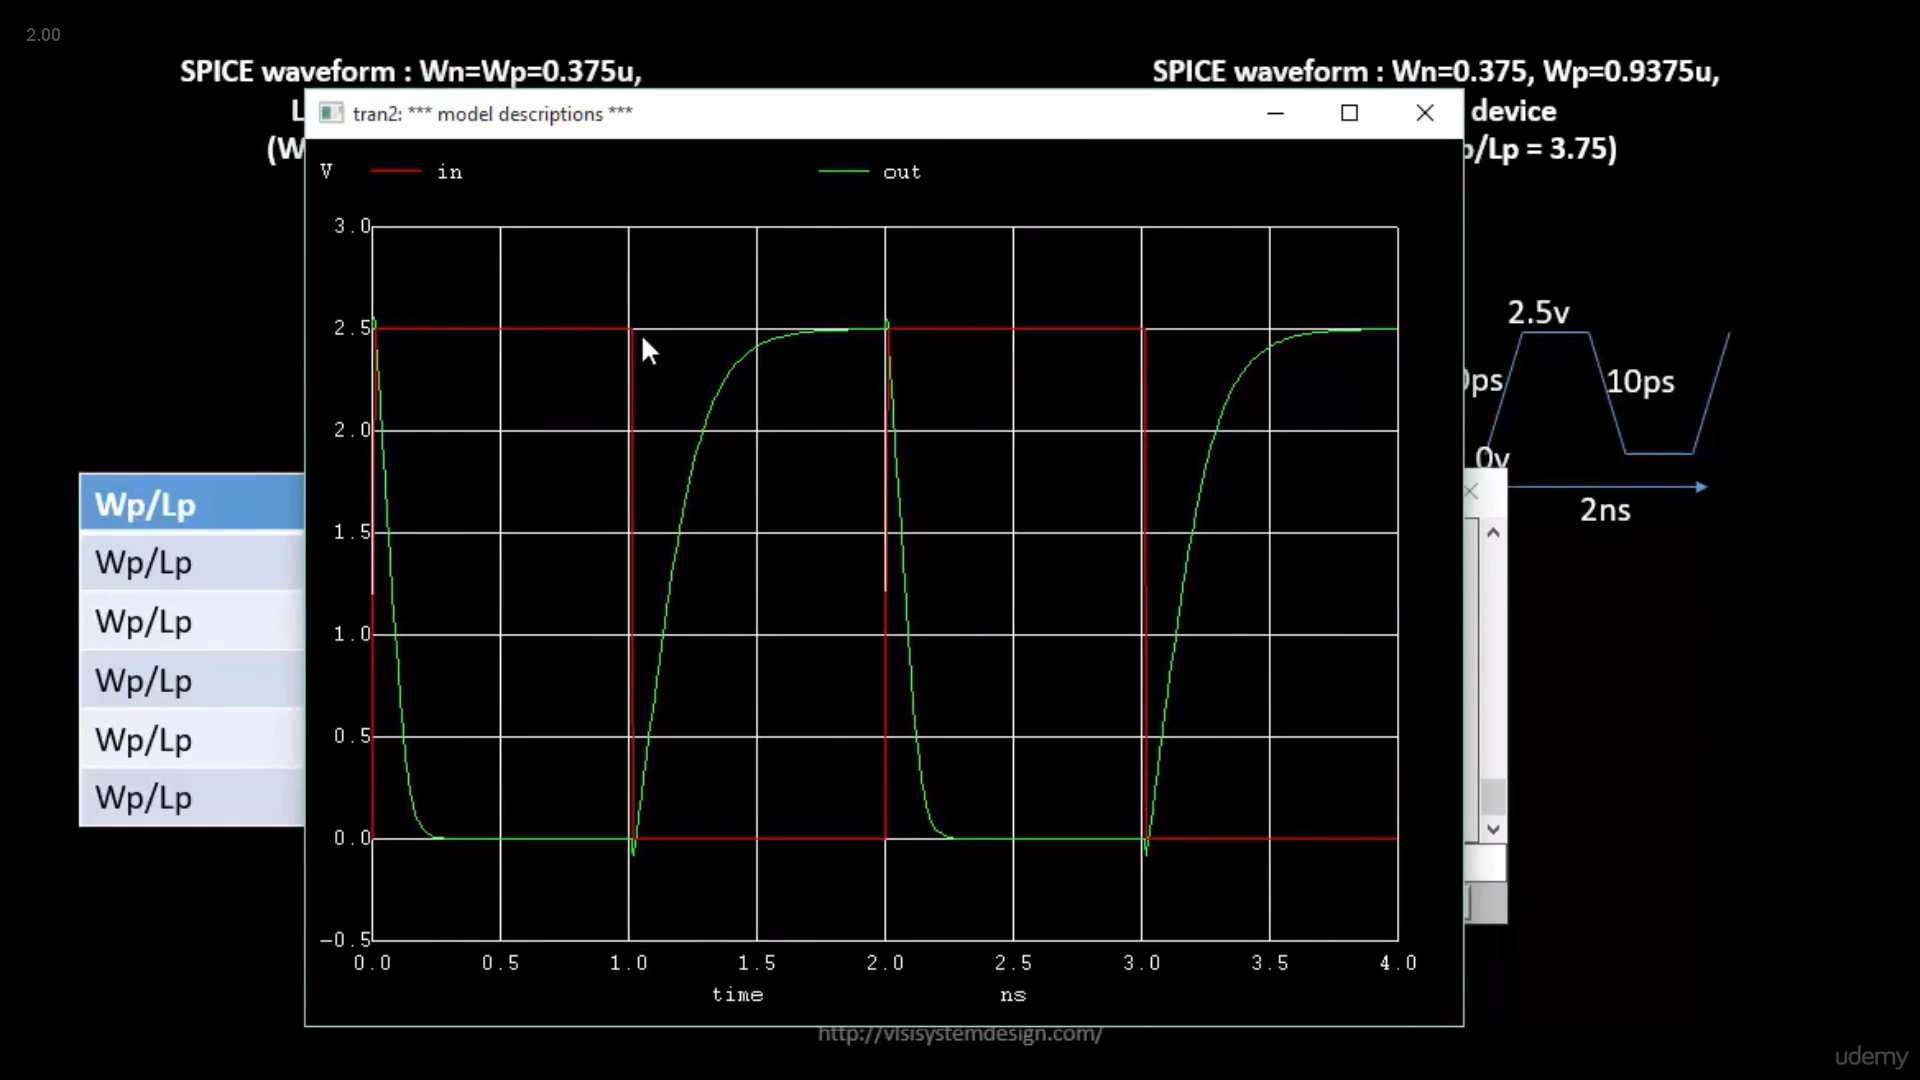 2.00
SPICE waveform : Wn=Wp=0.375u,
SPICE waveform : Wn=0.375, Wp=0.9375u,
L
device
(W
p/Lp = 3.75)
tran2: *** model descriptions ***
V
in
out
3.0
2.5
2.0
1.5
1.0
0.5
0.0
-0.5
0.0 0.5 1.0 1.5 2.0 2.5 3.0 3.5 4.0
time ns
2.5v
0ps
10ps
0v
2ns
Wp/Lp
Wp/Lp
Wp/Lp
Wp/Lp
Wp/Lp
Wp/Lp
http://vlsisystemdesign.com/
udemy